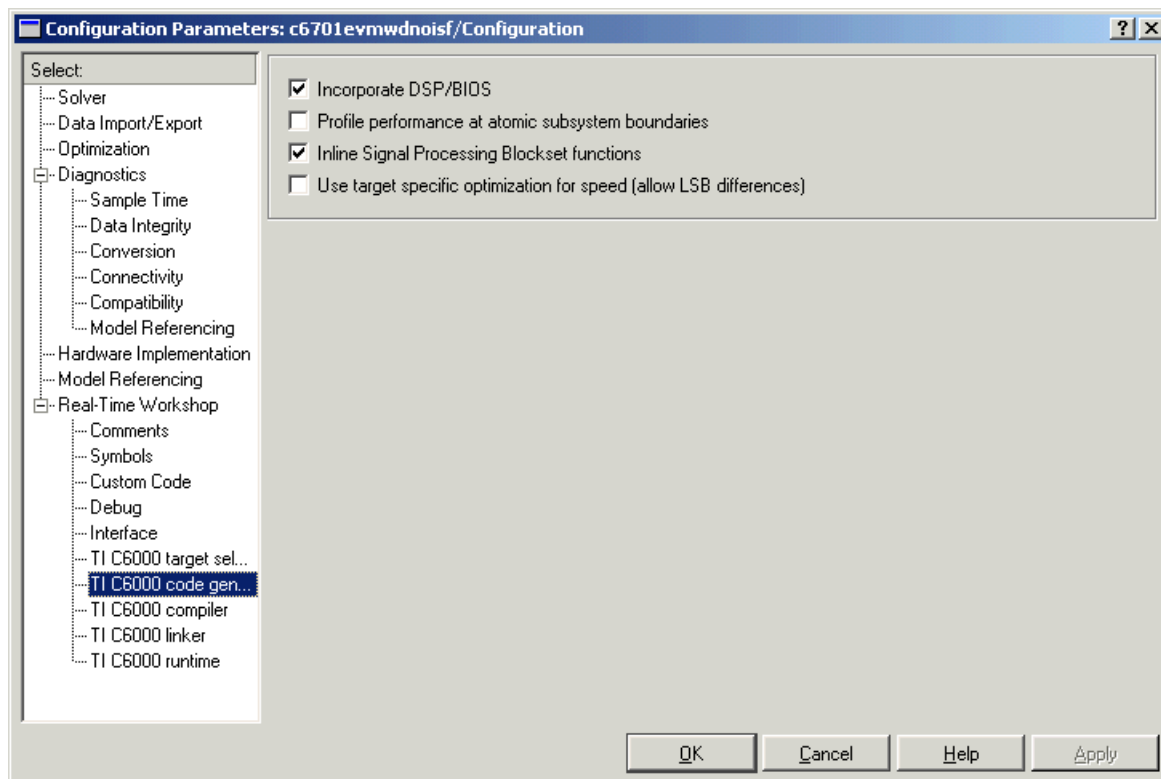 Configuration Parameters: c6701evmwdnoisf/Configuration
Select:
Solver
Data Import/Export
Optimization
Diagnostics
Sample Time
Data Integrity
Conversion
Connectivity
Compatibility
Model Referencing
Hardware Implementation
Model Referencing
Real-Time Workshop
Comments
Symbols
Custom Code
Debug
Interface
TI C6000 target sel...
TI C6000 code gen...
TI C6000 compiler
TI C6000 linker
TI C6000 runtime
Incorporate DSP/BIOS
Profile performance at atomic subsystem boundaries
Inline Signal Processing Blockset functions
Use target specific optimization for speed (allow LSB differences)
OK Cancel Help Apply